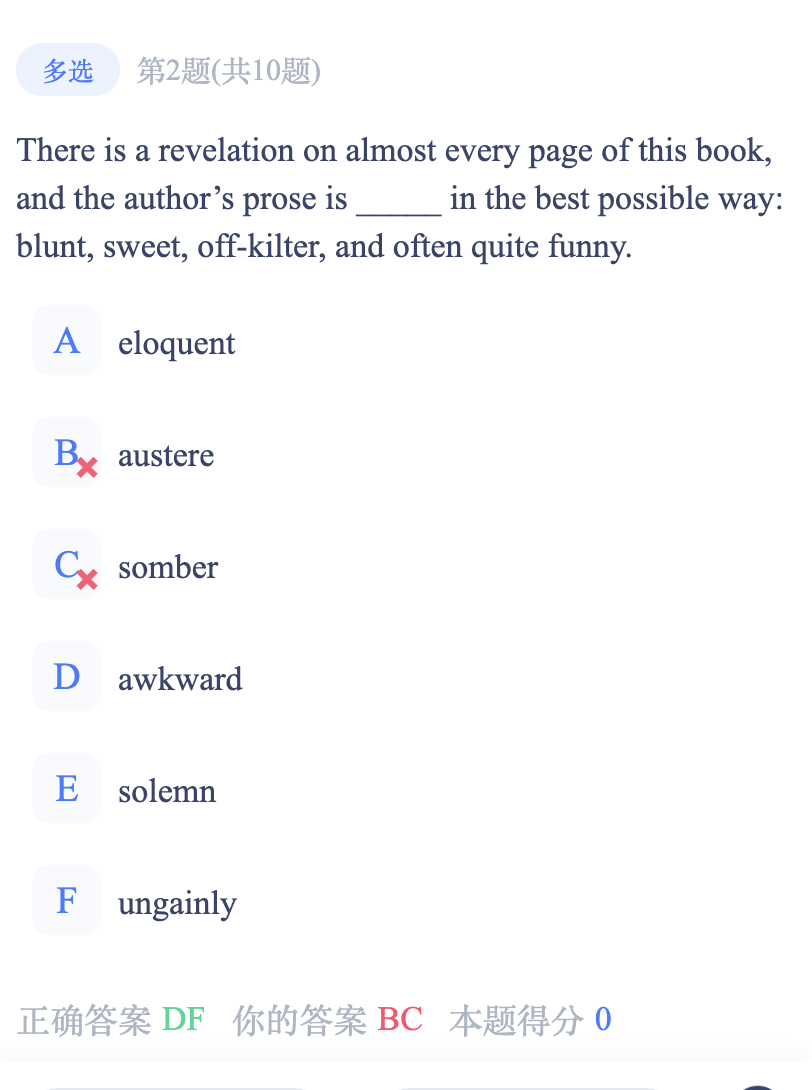 多选 第2题(共10题)
There is a revelation on almost every page of this book,
and the author’s prose is _____ in the best possible way:
blunt, sweet, off-kilter, and often quite funny.
A eloquent
B austere
C somber
D awkward
E solemn
F ungainly
正确答案 DF 你的答案 BC 本题得分 0